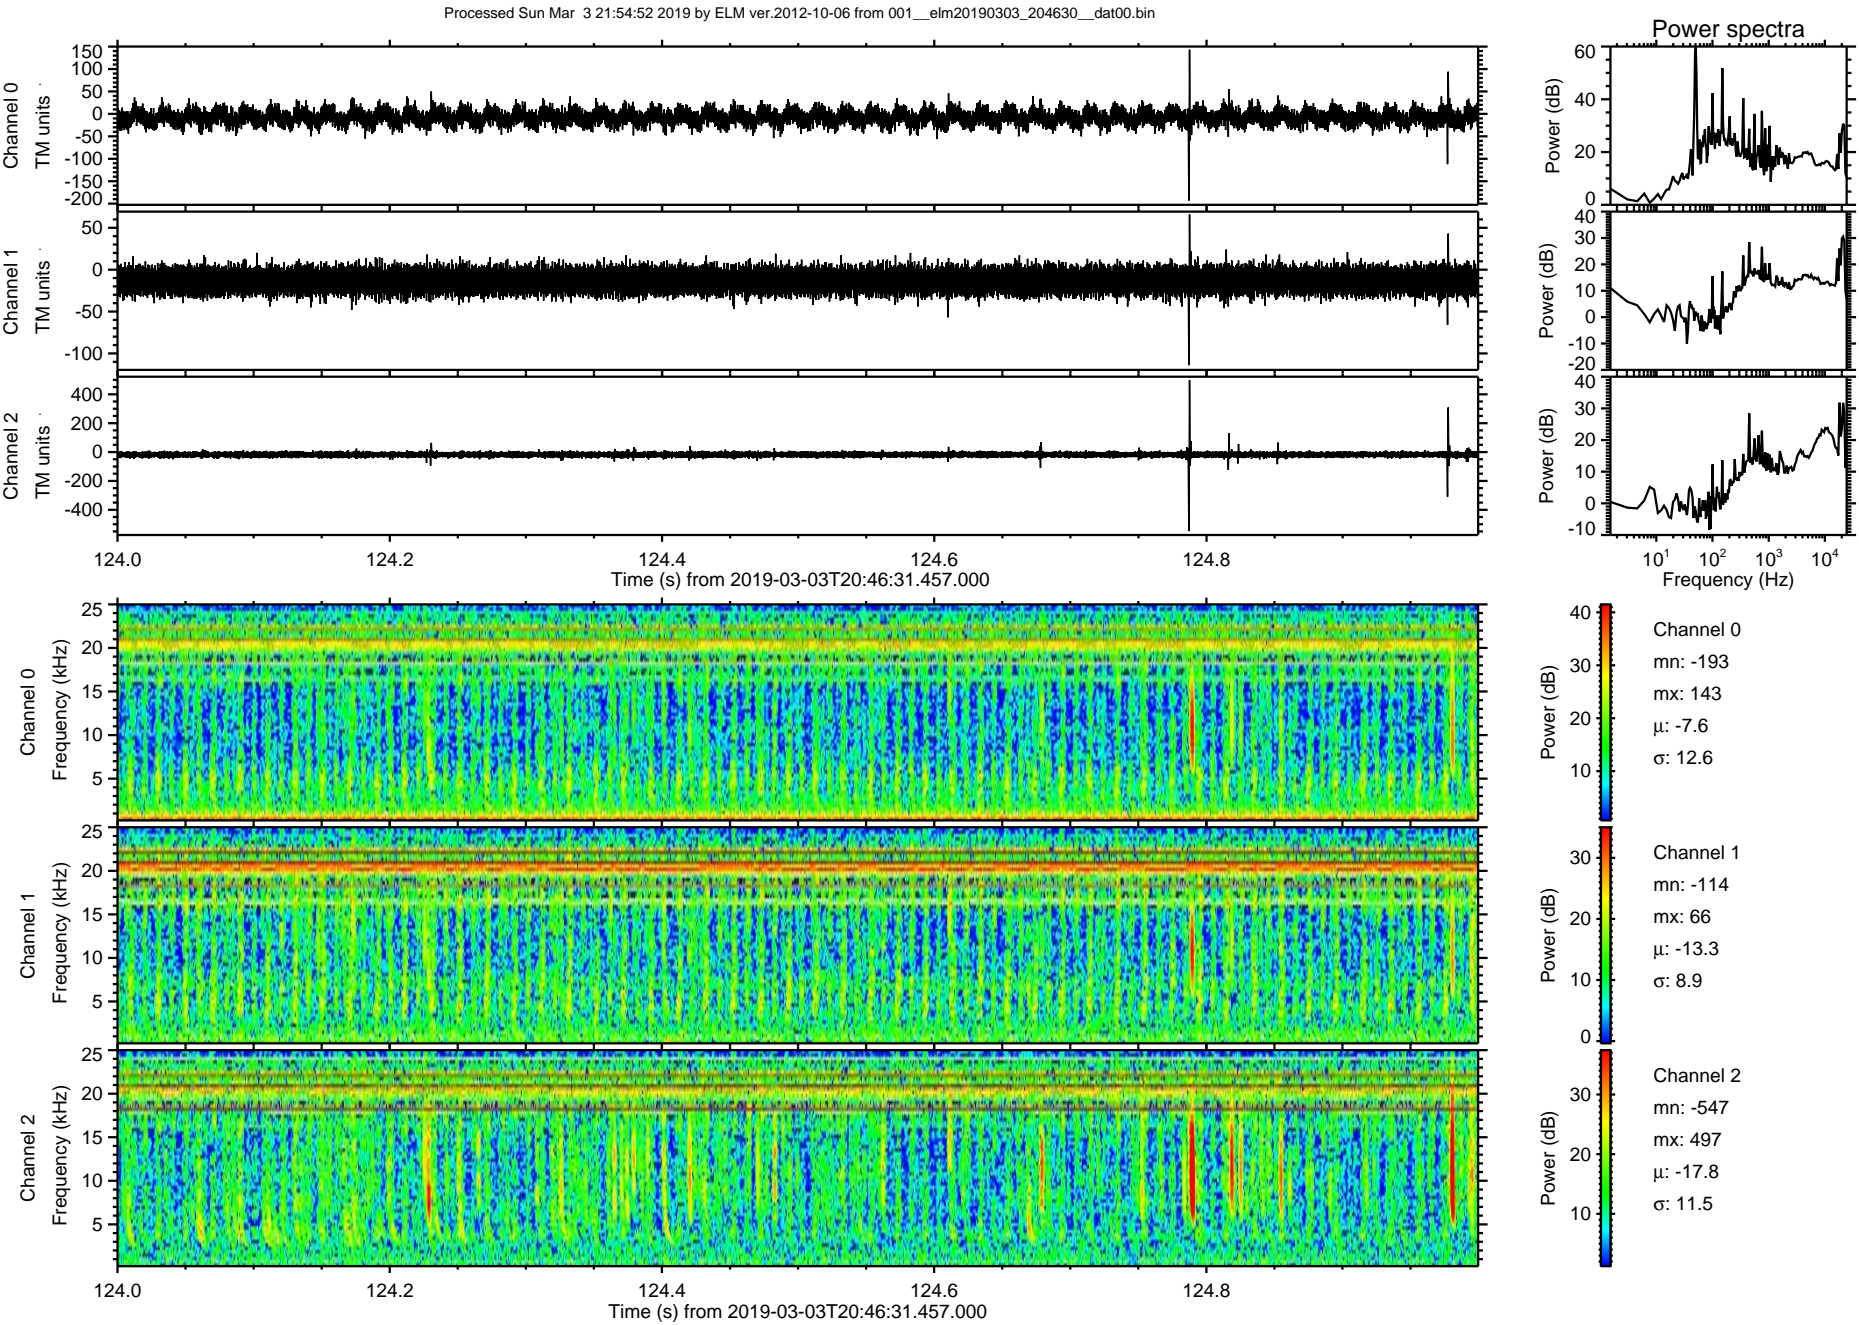 Processed Sun Mar 3 21:54:52 2019 by ELM ver.2012-10-06 from 001__elm20190303_204630__dat00.bin
Power spectra
Channel 0
TM units
150
100
50
0
-50
-100
-150
-200
Power (dB)
60
40
20
0
Channel 1
TM units
50
0
-50
-100
Power (dB)
40
30
20
10
0
-10
-20
Channel 2
TM units
400
200
0
-200
-400
Power (dB)
40
30
20
10
0
-10
124.0 124.2 124.4 124.6 124.8
Time (s) from 2019-03-03T20:46:31.457.000
10¹ 10² 10³ 10⁴
Frequency (Hz)
Channel 0
Frequency (kHz)
25
20
15
10
5
Power (dB)
40
30
20
10
Channel 0
mn: -193
mx: 143
μ: -7.6
σ: 12.6
Channel 1
Frequency (kHz)
25
20
15
10
5
Power (dB)
30
20
10
0
Channel 1
mn: -114
mx: 66
μ: -13.3
σ: 8.9
Channel 2
Frequency (kHz)
25
20
15
10
5
Power (dB)
30
20
10
Channel 2
mn: -547
mx: 497
μ: -17.8
σ: 11.5
124.0 124.2 124.4 124.6 124.8
Time (s) from 2019-03-03T20:46:31.457.000